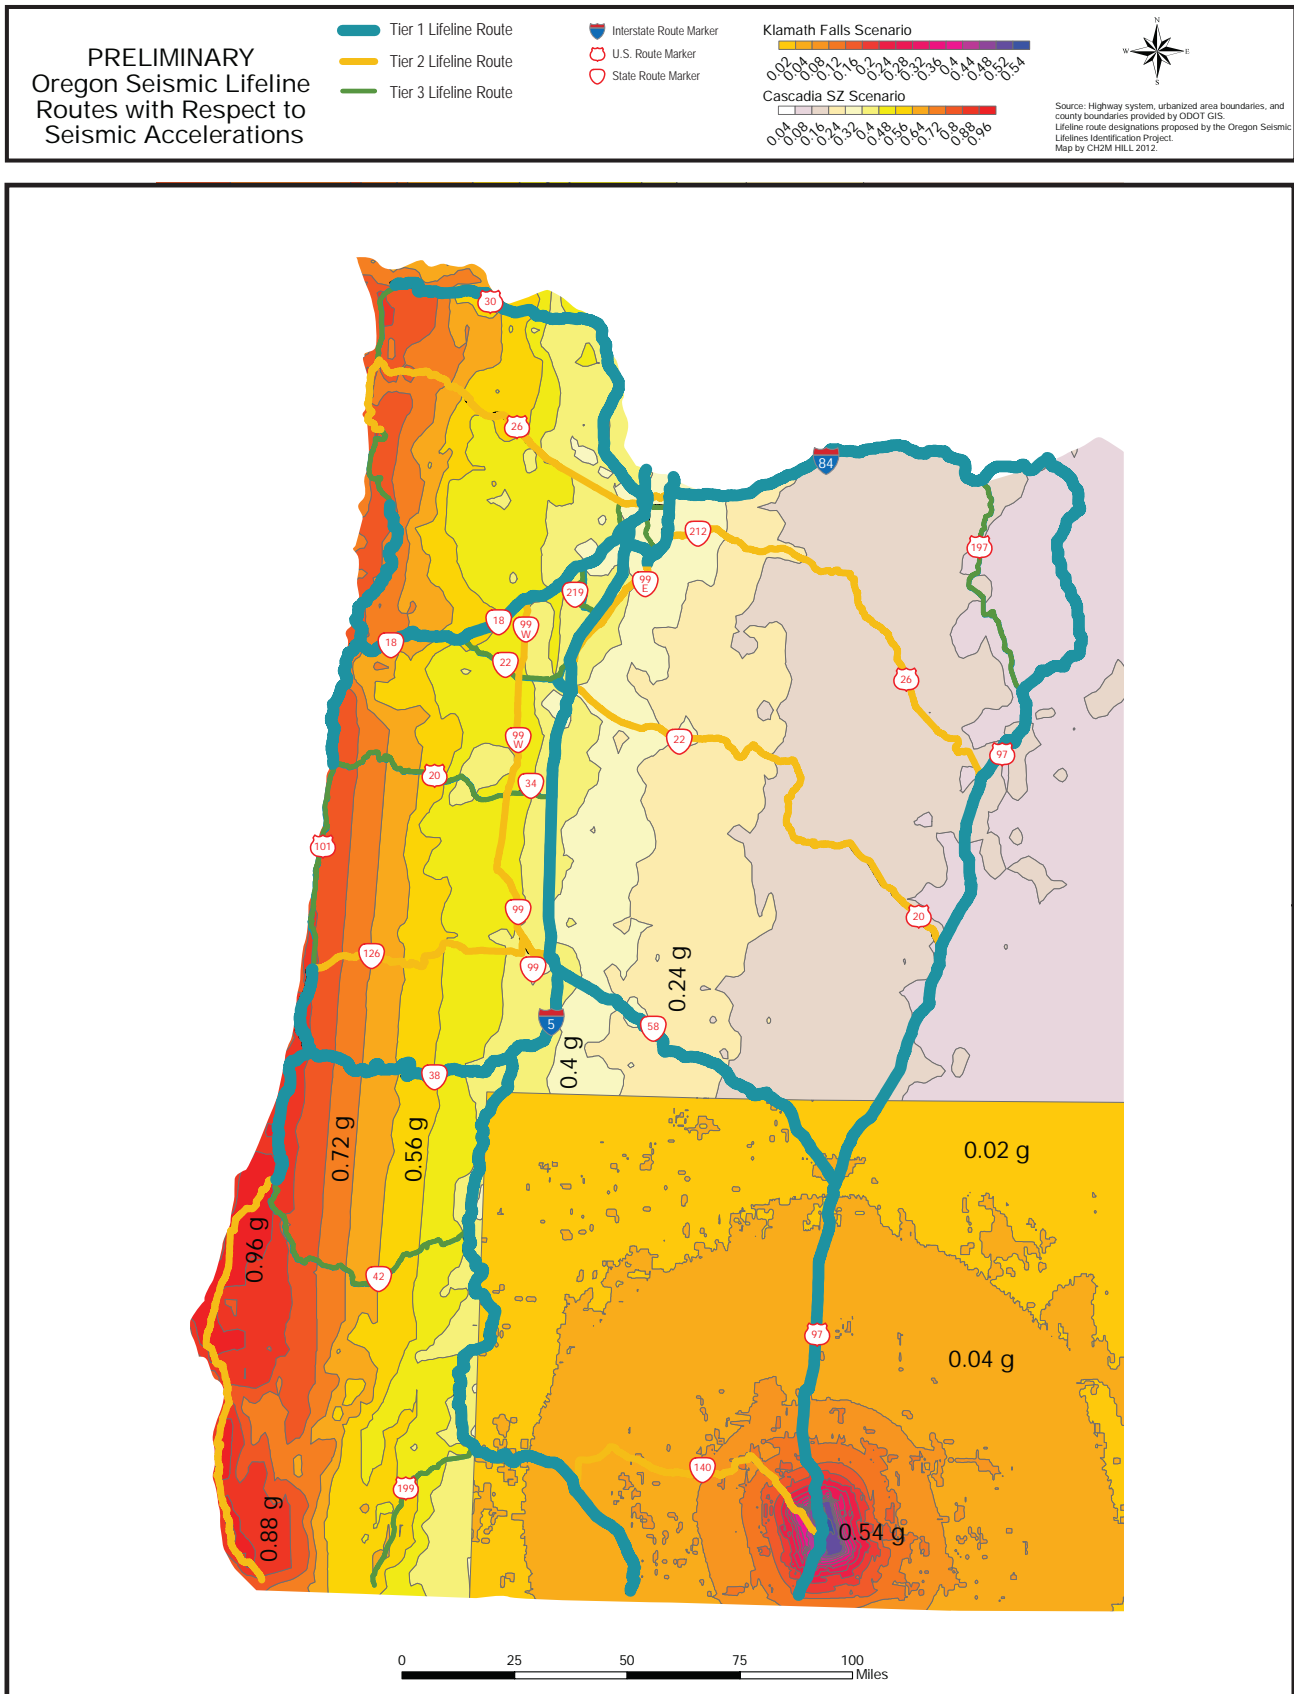 PRELIMINARY
Oregon Seismic Lifeline
Routes with Respect to
Seismic Accelerations
Tier 1 Lifeline Route
Tier 2 Lifeline Route
Tier 3 Lifeline Route
Interstate Route Marker
U.S. Route Marker
State Route Marker
Klamath Falls Scenario
0.02
0.04
0.08
0.12
0.16
0.2
0.24
0.28
0.32
0.36
0.4
0.44
0.48
0.52
0.54
Cascadia SZ Scenario
0.04
0.08
0.16
0.24
0.32
0.4
0.48
0.56
0.64
0.72
0.8
0.88
0.96
N
W
E
S
Source: Highway system, urbanized area boundaries, and
county boundaries provided by ODOT GIS.
Lifeline route designations proposed by the Oregon Seismic
Lifelines Identification Project.
Map by CH2M HILL 2012.
30
26
84
212
197
99
E
219
18
99
W
18
22
26
99
W
22
97
20
34
101
99
20
126
99
0.24 g
5
58
0.4 g
38
0.72 g
0.56 g
0.02 g
0.96 g
42
97
0.04 g
140
199
0.88 g
0.54 g
0
25
50
75
100
Miles